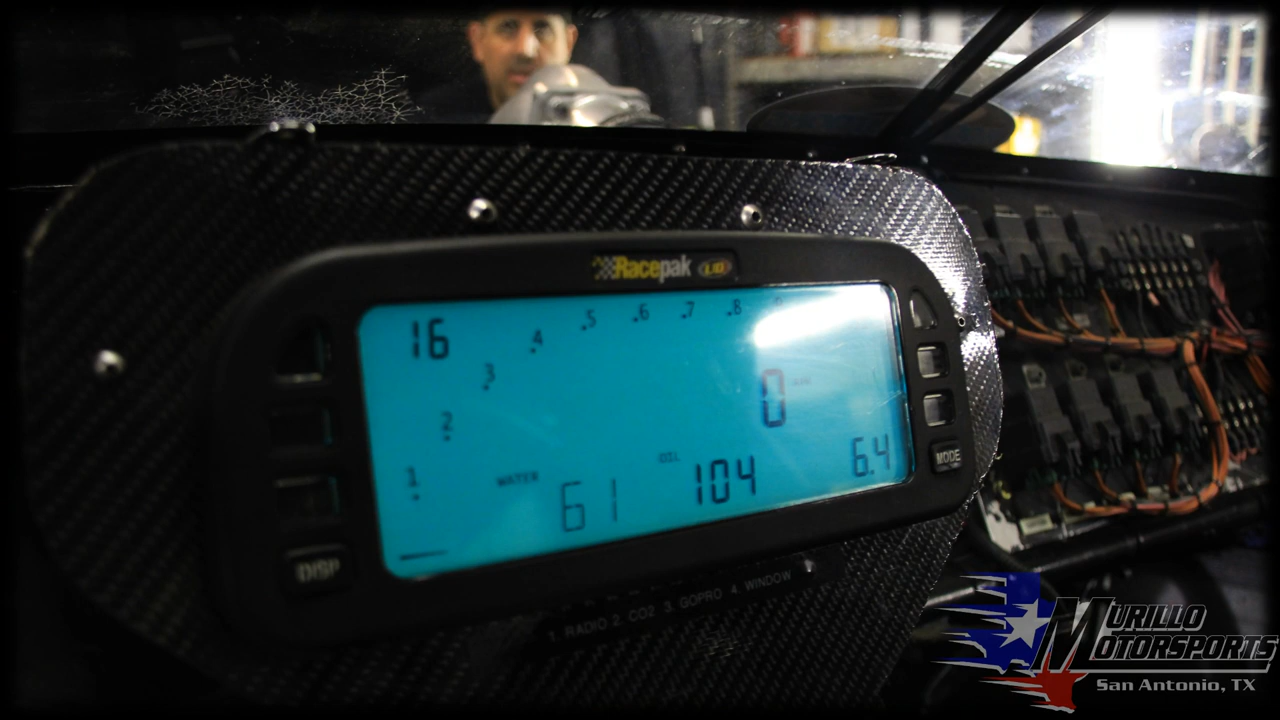 Racepak UD
16
.1 .2 .3 .4 .5 .6 .7 .8
0
WATER 61
OIL 104
6.4
DISP
MODE
1. RADIO 2. CO2 3. GOPRO 4. WINDOW
MURILLO
MOTORSPORTS
San Antonio, TX